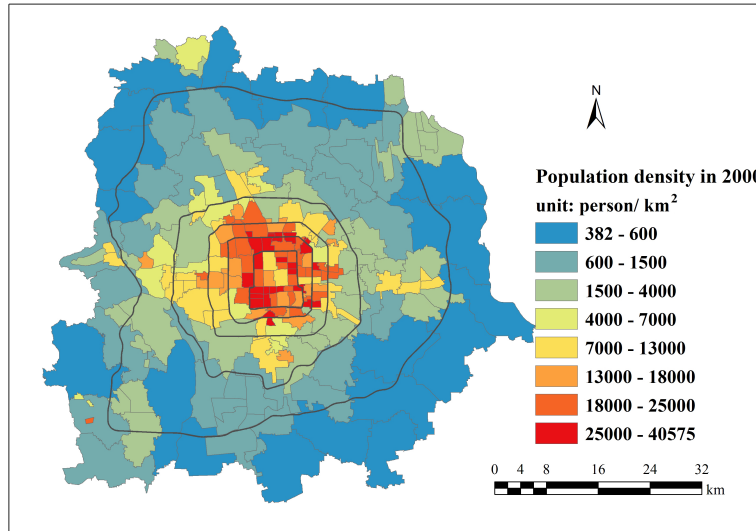 N
Population density in 2000
unit: person/ km²
382 - 600
600 - 1500
1500 - 4000
4000 - 7000
7000 - 13000
13000 - 18000
18000 - 25000
25000 - 40575
0 4 8 16 24 32
km